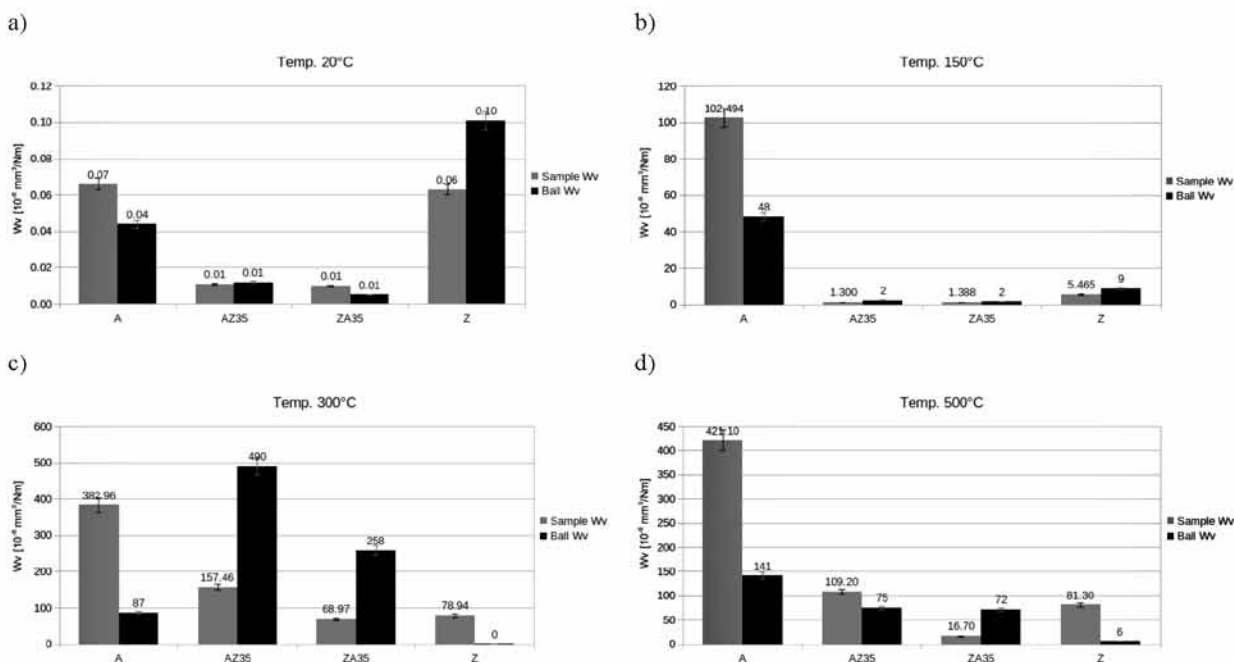 a)
Temp. 20°C
0.12
0.10
0.08
0.06
0.04
0.02
0.00
Wv [10⁻⁶ mm³/Nm]
0.07
0.04
0.01
0.01
0.01
0.01
0.06
0.10
A
AZ35
ZA35
Z
Sample Wv
Ball Wv
b)
Temp. 150°C
120
100
80
60
40
20
0
Wv [10⁻⁶ mm³/Nm]
102.494
48
1.300
2
1.388
2
5.465
9
A
AZ35
ZA35
Z
Sample Wv
Ball Wv
c)
Temp. 300°C
600
500
400
300
200
100
0
Wv [10⁻⁶ mm³/Nm]
382.96
87
157.46
490
68.97
258
78.94
0
A
AZ35
ZA35
Z
Sample Wv
Ball Wv
d)
Temp. 500°C
450
400
350
300
250
200
150
100
50
0
Wv [10⁻⁶ mm³/Nm]
421.10
141
109.20
75
16.70
72
81.30
6
A
AZ35
ZA35
Z
Sample Wv
Ball Wv